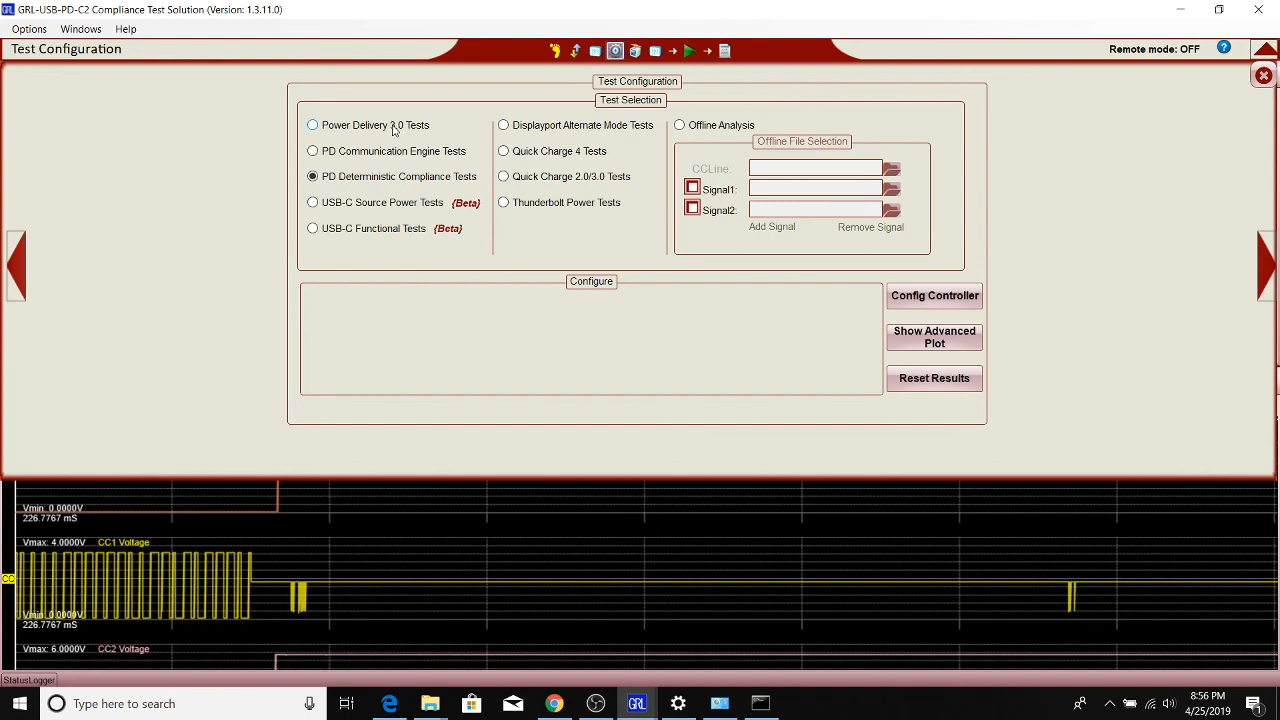 GRL-USB-PD-C2 Compliance Test Solution (Version: 1.3.11.0)
Options Windows Help
Test Configuration
Remote mode: OFF
Test Configuration
Test Selection
Power Delivery 3.0 Tests
PD Communication Engine Tests
PD Deterministic Compliance Tests
USB-C Source Power Tests {Beta}
USB-C Functional Tests {Beta}
Displayport Alternate Mode Tests
Quick Charge 4 Tests
Quick Charge 2.0/3.0 Tests
Thunderbolt Power Tests
Offline Analysis
Offline File Selection
CCLine:
Signal1:
Signal2:
Add Signal Remove Signal
Configure
Config Controller
Show Advanced
Plot
Reset Results
Vmin: 0.0000V
226.7767 mS
Vmax: 4.0000V CC1 Voltage
CC
Vmin: 0.0000V
226.7767 mS
Vmax: 6.0000V CC2 Voltage
StatusLogger
Type here to search
GRL
8:56 PM
4/25/2019
1